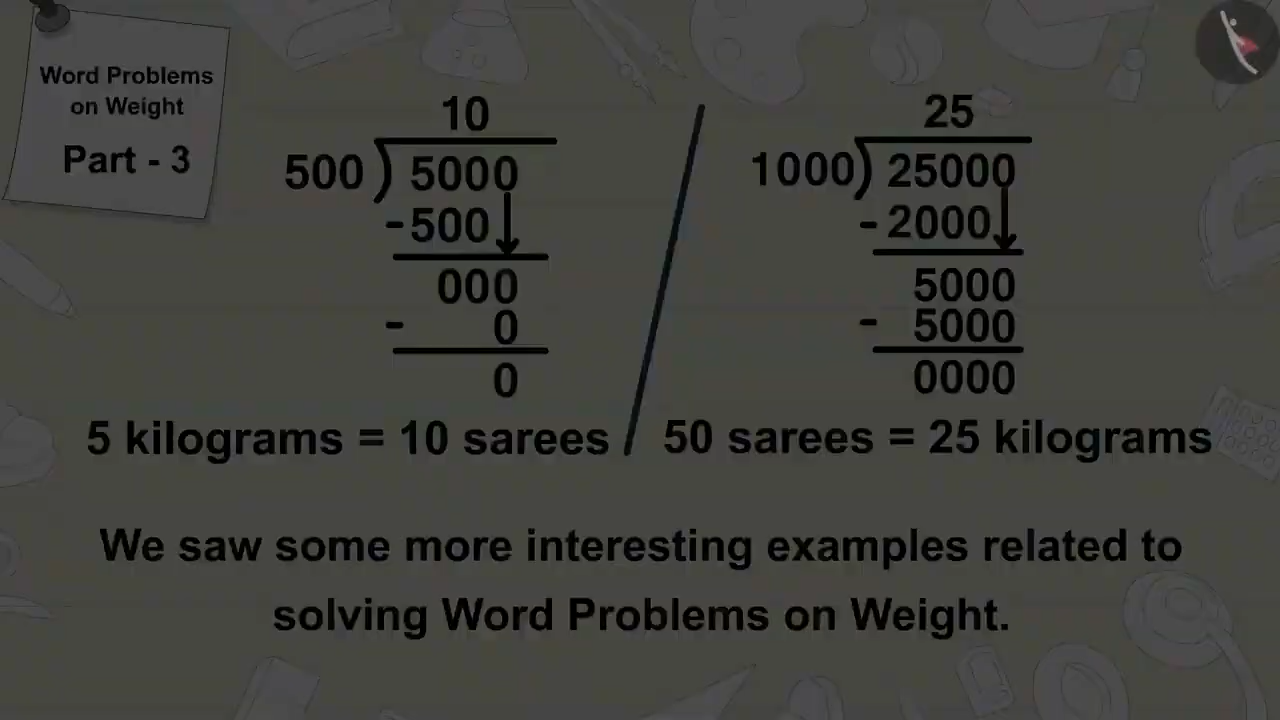 Word Problems
on Weight
Part - 3
10
500 ) 5000
-500
000
- 0
0
25
1000) 25000
- 2000
5000
- 5000
0000
5 kilograms = 10 sarees / 50 sarees = 25 kilograms
We saw some more interesting examples related to
solving Word Problems on Weight.